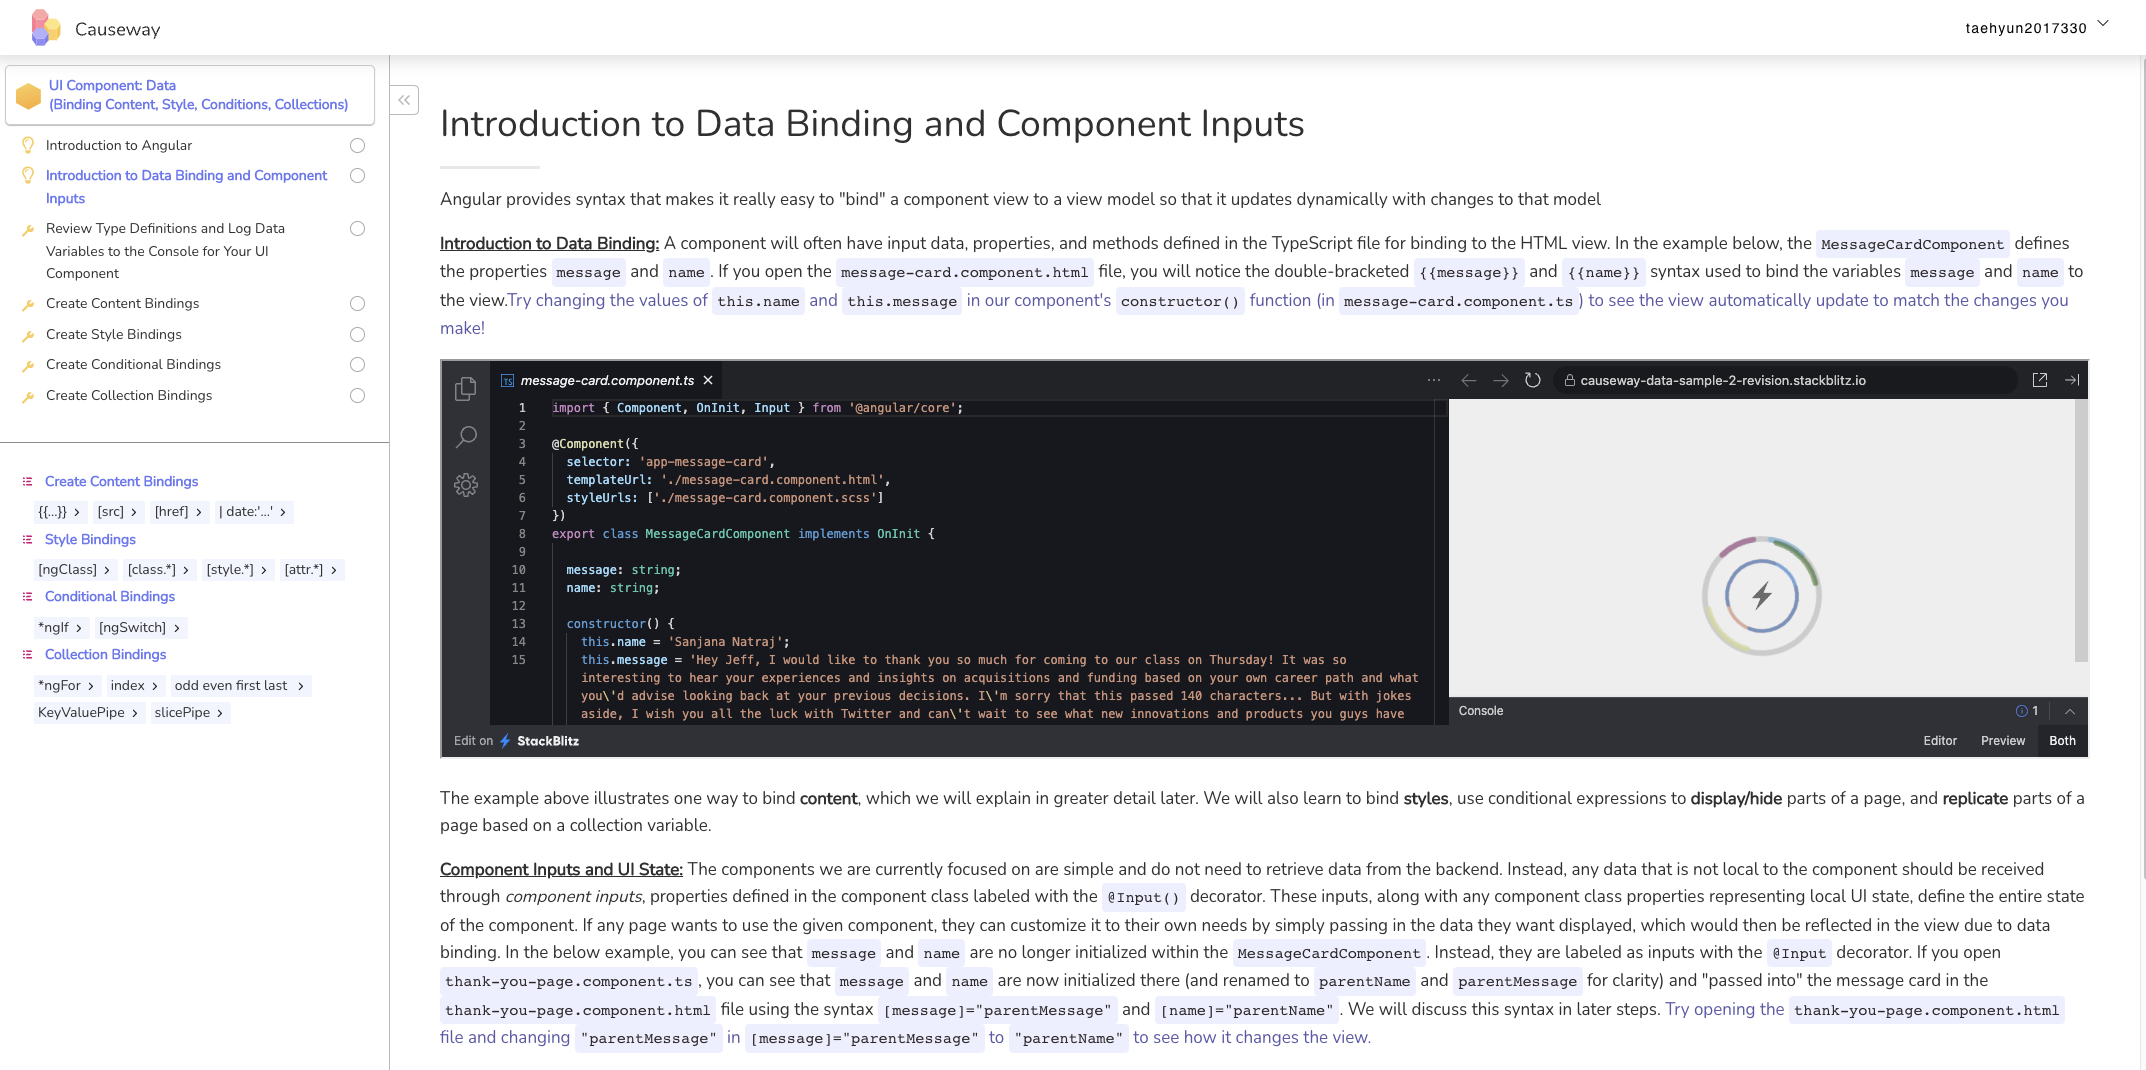 Causeway
taehyun2017330
UI Component: Data
(Binding Content, Style, Conditions, Collections)
Introduction to Angular
Introduction to Data Binding and Component
Inputs
Review Type Definitions and Log Data
Variables to the Console for Your UI
Component
Create Content Bindings
Create Style Bindings
Create Conditional Bindings
Create Collection Bindings
Create Content Bindings
{{...}} > [src] > [href] > | date:'...' >
Style Bindings
[ngClass] > [class.*] > [style.*] > [attr.*] >
Conditional Bindings
*ngIf > [ngSwitch] >
Collection Bindings
*ngFor > index > odd even first last >
KeyValuePipe > slicePipe >
Introduction to Data Binding and Component Inputs
Angular provides syntax that makes it really easy to "bind" a component view to a view model so that it updates dynamically with changes to that model
Introduction to Data Binding: A component will often have input data, properties, and methods defined in the TypeScript file for binding to the HTML view. In the example below, the MessageCardComponent defines
the properties message and name . If you open the message-card.component.html file, you will notice the double-bracketed {{message}} and {{name}} syntax used to bind the variables message and name to
the view.Try changing the values of this.name and this.message in our component's constructor() function (in message-card.component.ts ) to see the view automatically update to match the changes you
make!
TS message-card.component.ts
causeway-data-sample-2-revision.stackblitz.io
1 import { Component, OnInit, Input } from '@angular/core';
2
3 @Component({
4 selector: 'app-message-card',
5 templateUrl: './message-card.component.html',
6 styleUrls: ['./message-card.component.scss']
7 })
8 export class MessageCardComponent implements OnInit {
9
10 message: string;
11 name: string;
12
13 constructor() {
14 this.name = 'Sanjana Natraj';
15 this.message = 'Hey Jeff, I would like to thank you so much for coming to our class on Thursday! It was so
interesting to hear your experiences and insights on acquisitions and funding based on your own career path and what
you\'d advise looking back at your previous decisions. I\'m sorry that this passed 140 characters... But with jokes
aside, I wish you all the luck with Twitter and can\'t wait to see what new innovations and products you guys have
Console
1
Edit on StackBlitz
Editor Preview Both
The example above illustrates one way to bind content, which we will explain in greater detail later. We will also learn to bind styles, use conditional expressions to display/hide parts of a page, and replicate parts of a
page based on a collection variable.
Component Inputs and UI State: The components we are currently focused on are simple and do not need to retrieve data from the backend. Instead, any data that is not local to the component should be received
through component inputs, properties defined in the component class labeled with the @Input() decorator. These inputs, along with any component class properties representing local UI state, define the entire state
of the component. If any page wants to use the given component, they can customize it to their own needs by simply passing in the data they want displayed, which would then be reflected in the view due to data
binding. In the below example, you can see that message and name are no longer initialized within the MessageCardComponent . Instead, they are labeled as inputs with the @Input decorator. If you open
thank-you-page.component.ts , you can see that message and name are now initialized there (and renamed to parentName and parentMessage for clarity) and "passed into" the message card in the
thank-you-page.component.html file using the syntax [message]="parentMessage" and [name]="parentName" . We will discuss this syntax in later steps. Try opening the thank-you-page.component.html
file and changing "parentMessage" in [message]="parentMessage" to "parentName" to see how it changes the view.